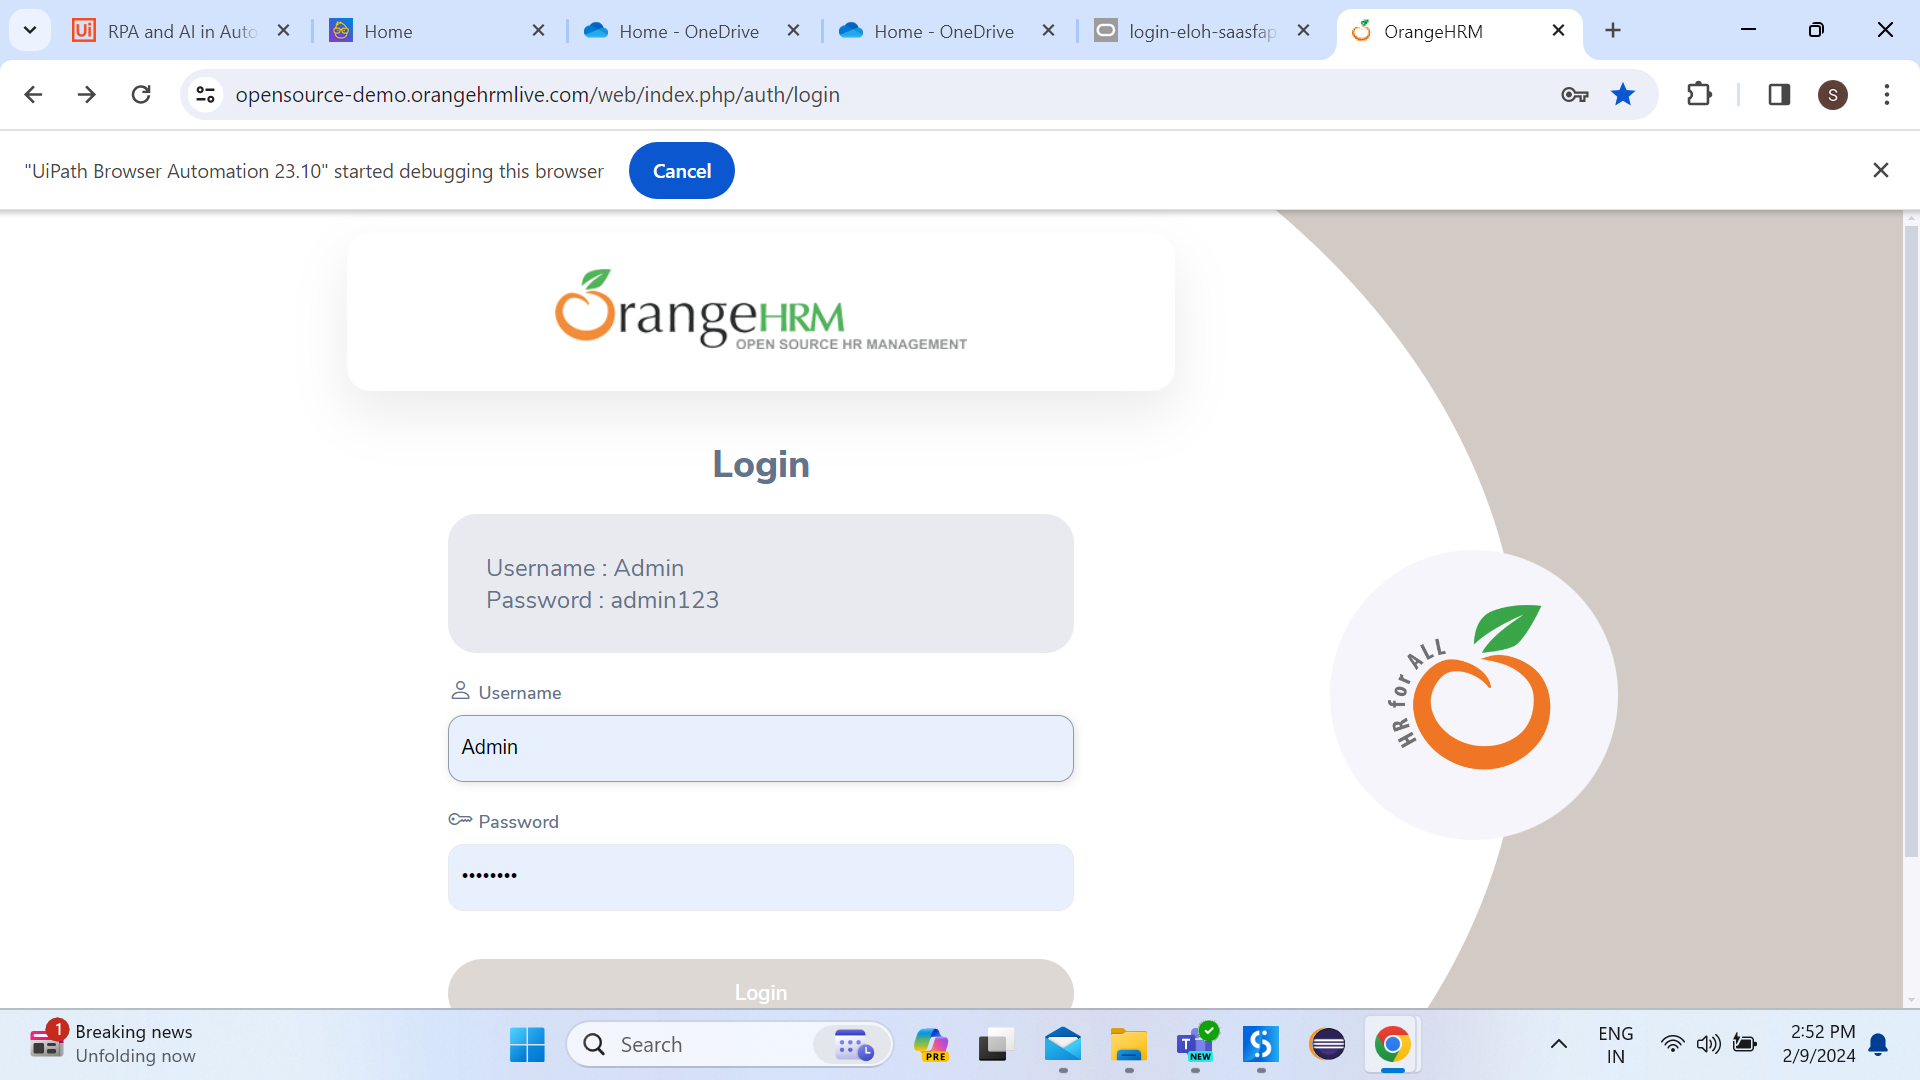 RPA and AI in Auto
Home
Home - OneDrive
Home - OneDrive
login-eloh-saasfap
OrangeHRM
opensource-demo.orangehrmlive.com/web/index.php/auth/login
S
"UiPath Browser Automation 23.10" started debugging this browser
Cancel
OrangeHRM
OPEN SOURCE HR MANAGEMENT
Login
Username : Admin
Password : admin123
Username
Admin
Password
••••••••
Login
HR for ALL
1
Breaking news
Unfolding now
Search
PRE
NEW
ENG
IN
2:52 PM
2/9/2024